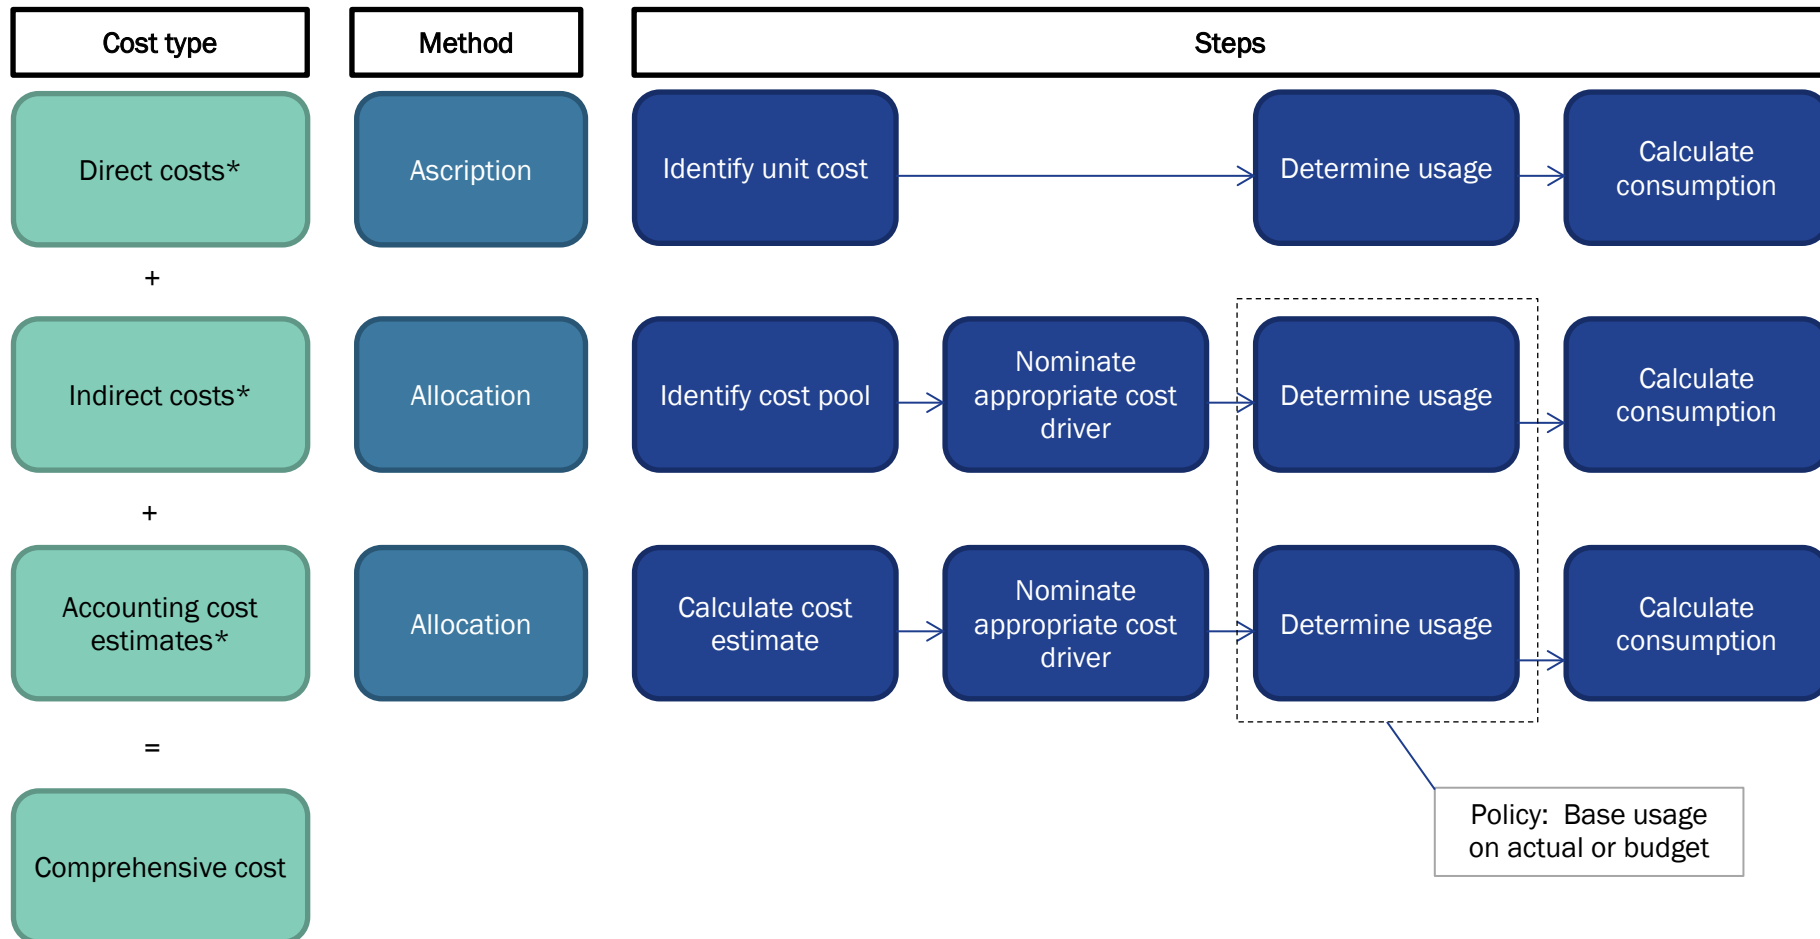 Cost type
Method
Steps
Direct costs*
Ascription
Identify unit cost
Determine usage
Calculate
consumption
+
Indirect costs*
Allocation
Identify cost pool
Nominate
appropriate cost
driver
Determine usage
Calculate
consumption
+
Accounting cost
estimates*
Allocation
Calculate cost
estimate
Nominate
appropriate cost
driver
Determine usage
Calculate
consumption
=
Comprehensive cost
Policy:  Base usage
on actual or budget